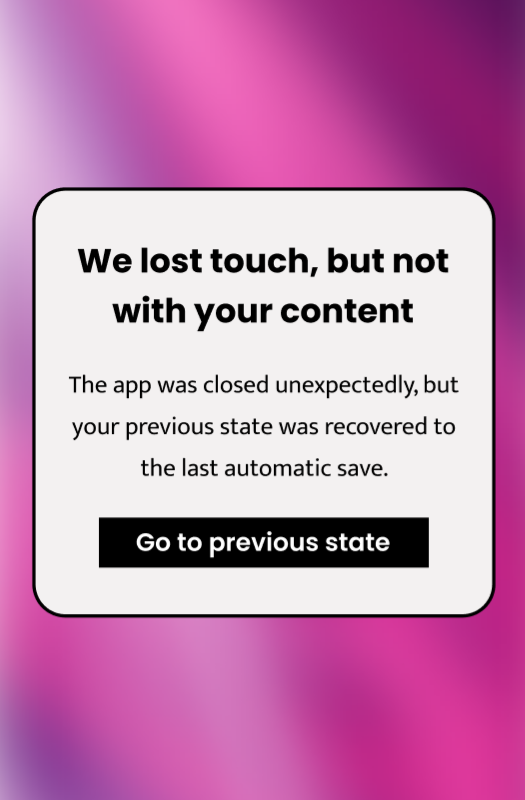 We lost touch, but not
with your content
The app was closed unexpectedly, but
your previous state was recovered to
the last automatic save.
Go to previous state